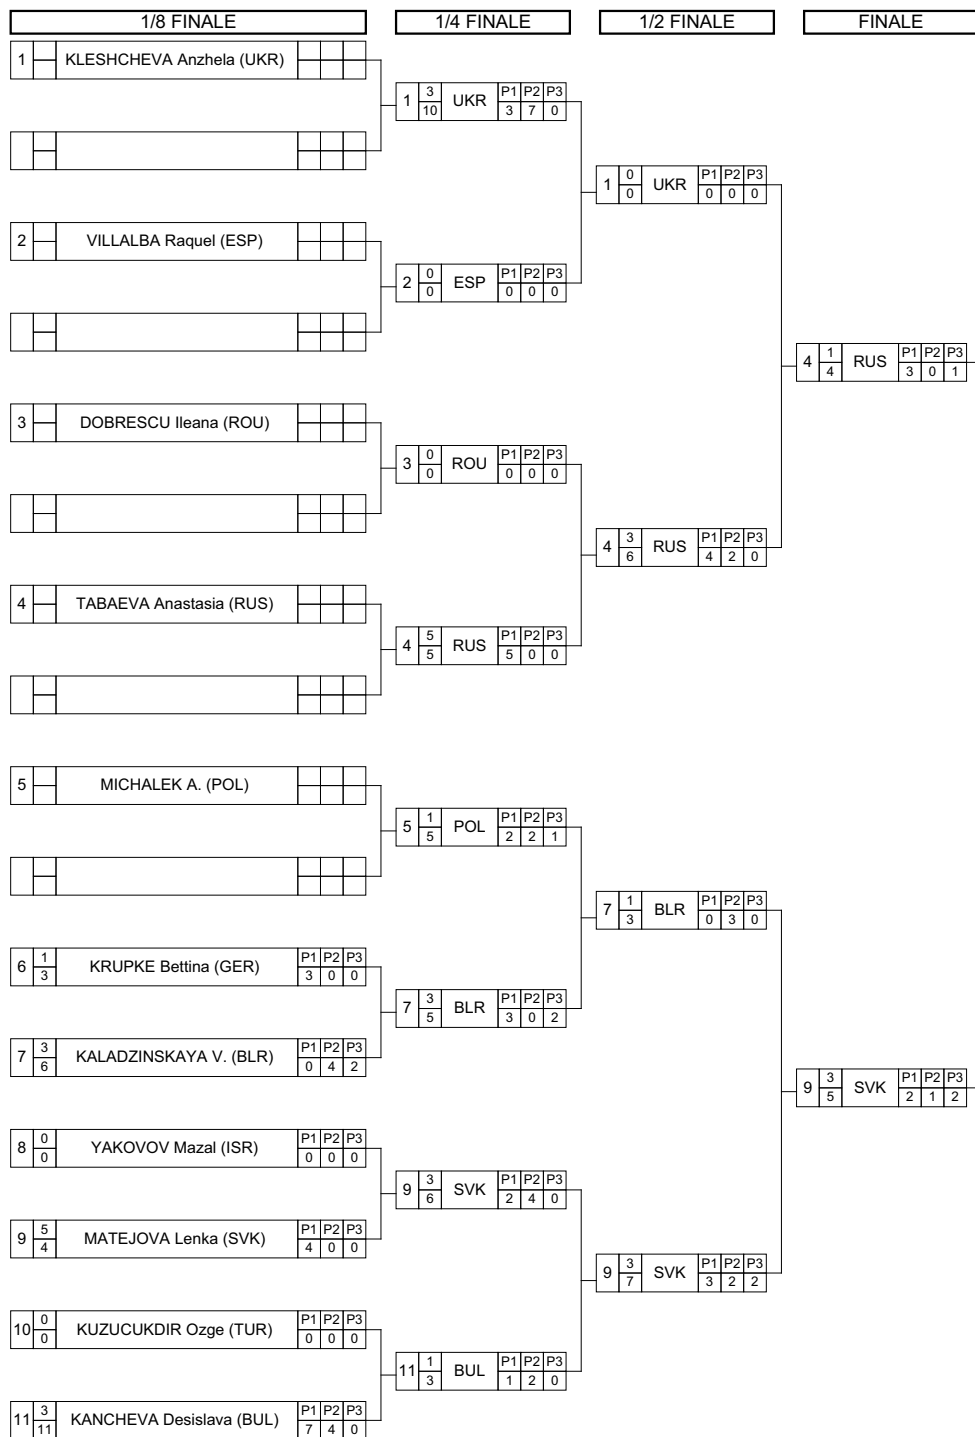 1/8 FINALE 1/4 FINALE 1/2 FINALE FINALE
1 KLESHCHEVA Anzhela (UKR)
1 3 10 UKR P1 P2 P3 3 7 0
1 0 0 UKR P1 P2 P3 0 0 0
2 VILLALBA Raquel (ESP)
2 0 0 ESP P1 P2 P3 0 0 0
4 1 4 RUS P1 P2 P3 3 0 1
3 DOBRESCU Ileana (ROU)
3 0 0 ROU P1 P2 P3 0 0 0
4 3 6 RUS P1 P2 P3 4 2 0
4 TABAEVA Anastasia (RUS)
4 5 5 RUS P1 P2 P3 5 0 0
5 MICHALEK A. (POL)
5 1 5 POL P1 P2 P3 2 2 1
7 1 3 BLR P1 P2 P3 0 3 0
6 1 3 KRUPKE Bettina (GER) P1 P2 P3 3 0 0
7 3 5 BLR P1 P2 P3 3 0 2
7 3 6 KALADZINSKAYA V. (BLR) P1 P2 P3 0 4 2
9 3 5 SVK P1 P2 P3 2 1 2
8 0 0 YAKOVOV Mazal (ISR) P1 P2 P3 0 0 0
9 3 6 SVK P1 P2 P3 2 4 0
9 5 4 MATEJOVA Lenka (SVK) P1 P2 P3 4 0 0
9 3 7 SVK P1 P2 P3 3 2 2
10 0 0 KUZUCUKDIR Ozge (TUR) P1 P2 P3 0 0 0
11 1 3 BUL P1 P2 P3 1 2 0
11 3 11 KANCHEVA Desislava (BUL) P1 P2 P3 7 4 0